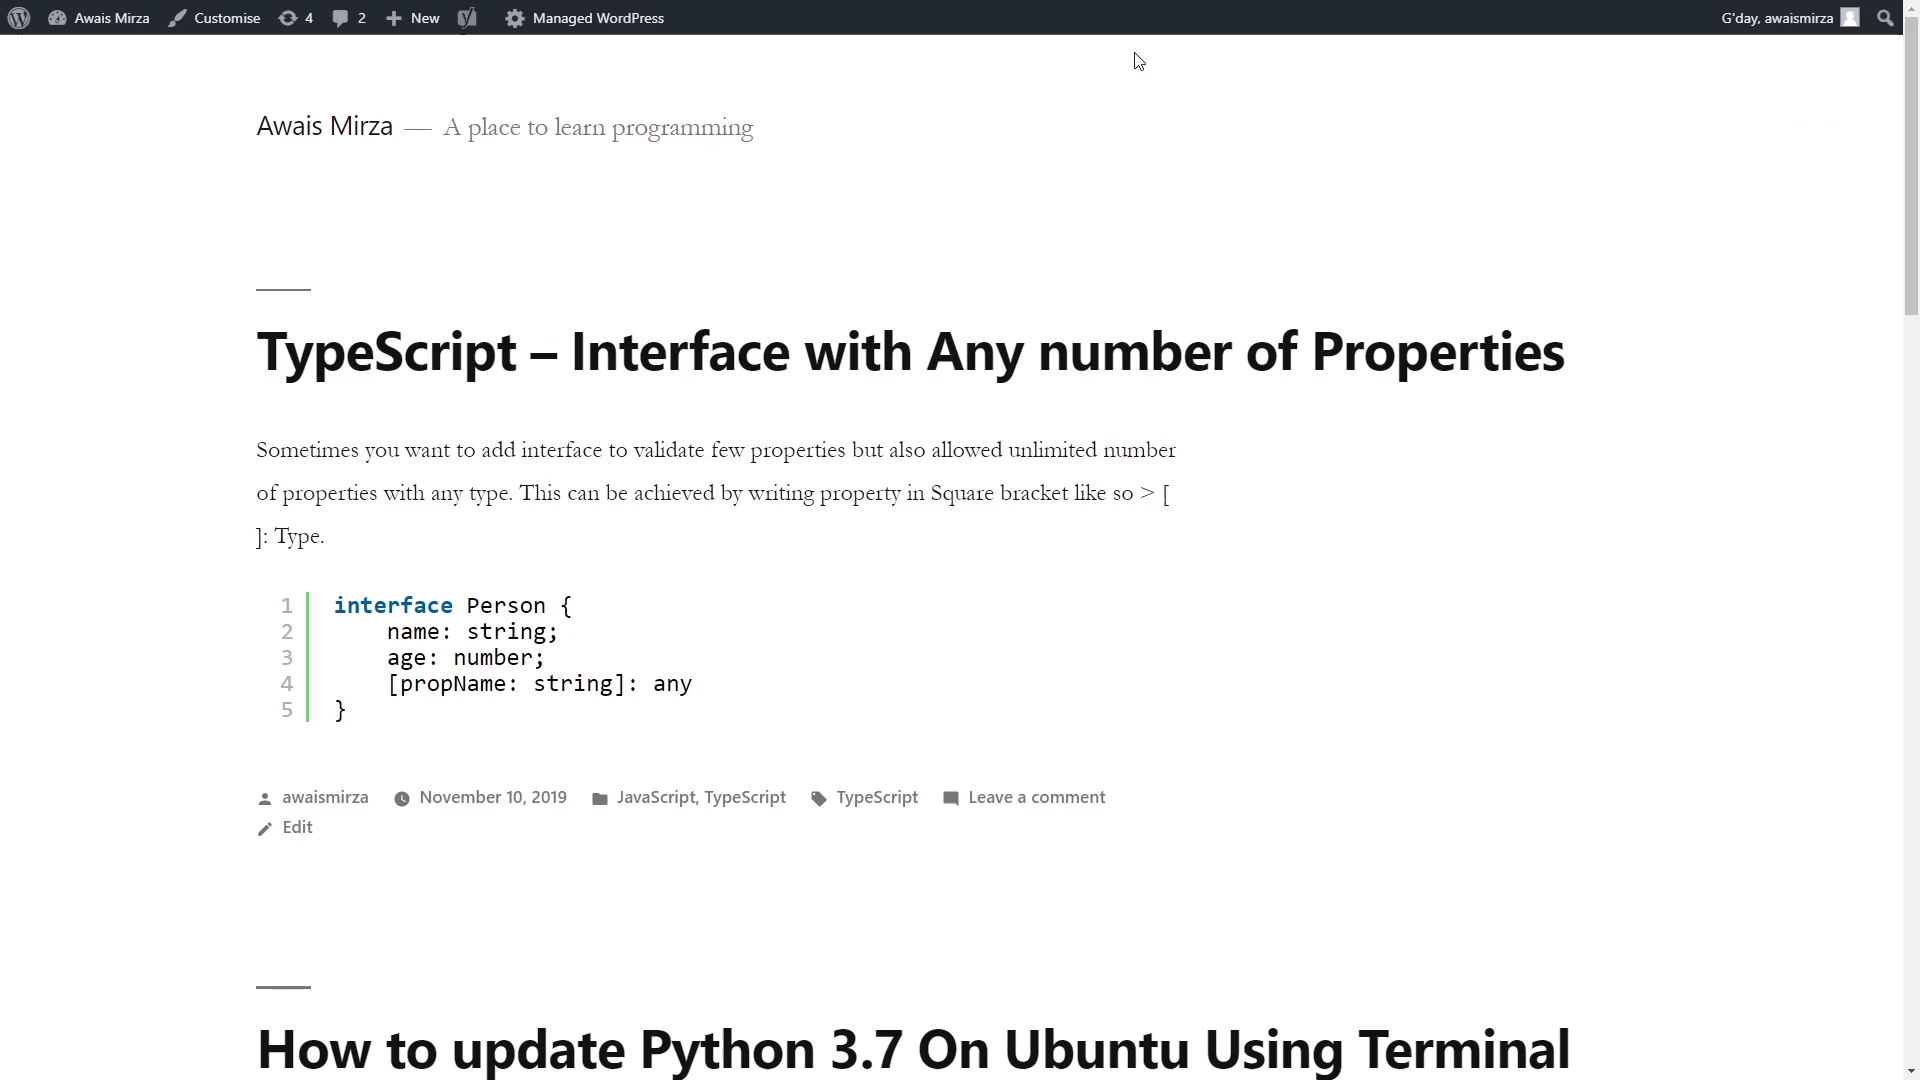 Awais Mirza Customise 4 2 New Managed WordPress G'day, awaismirza
Awais Mirza — A place to learn programming
TypeScript – Interface with Any number of Properties
Sometimes you want to add interface to validate few properties but also allowed unlimited number
of properties with any type. This can be achieved by writing property in Square bracket like so > [
]: Type.
1 interface Person {
2 name: string;
3 age: number;
4 [propName: string]: any
5 }
awaismirza November 10, 2019 JavaScript, TypeScript TypeScript Leave a comment
Edit
How to update Python 3.7 On Ubuntu Using Terminal